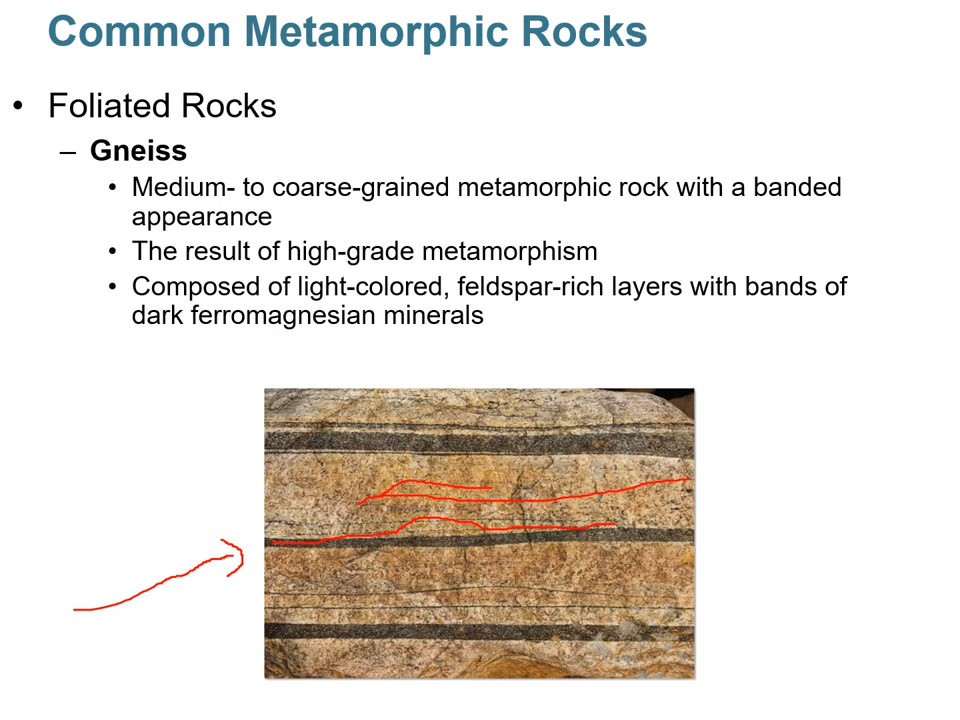 Common Metamorphic Rocks
• Foliated Rocks
– Gneiss
• Medium- to coarse-grained metamorphic rock with a banded
appearance
• The result of high-grade metamorphism
• Composed of light-colored, feldspar-rich layers with bands of
dark ferromagnesian minerals